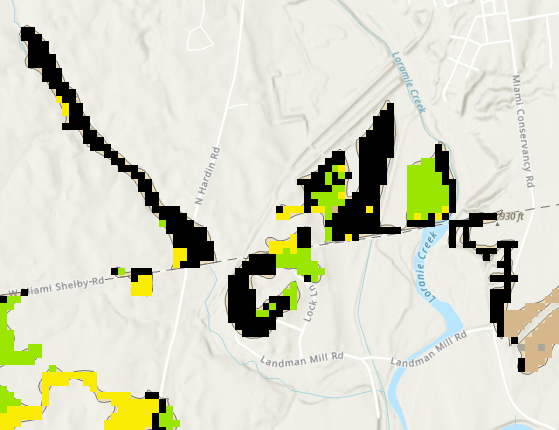 Loramie Creek
Miami Conservancy Rd
N Hardin Rd
930 ft
Loramie Creek
W Miami Shelby Rd
Lock
Landman Mill Rd
Landman Mill Rd